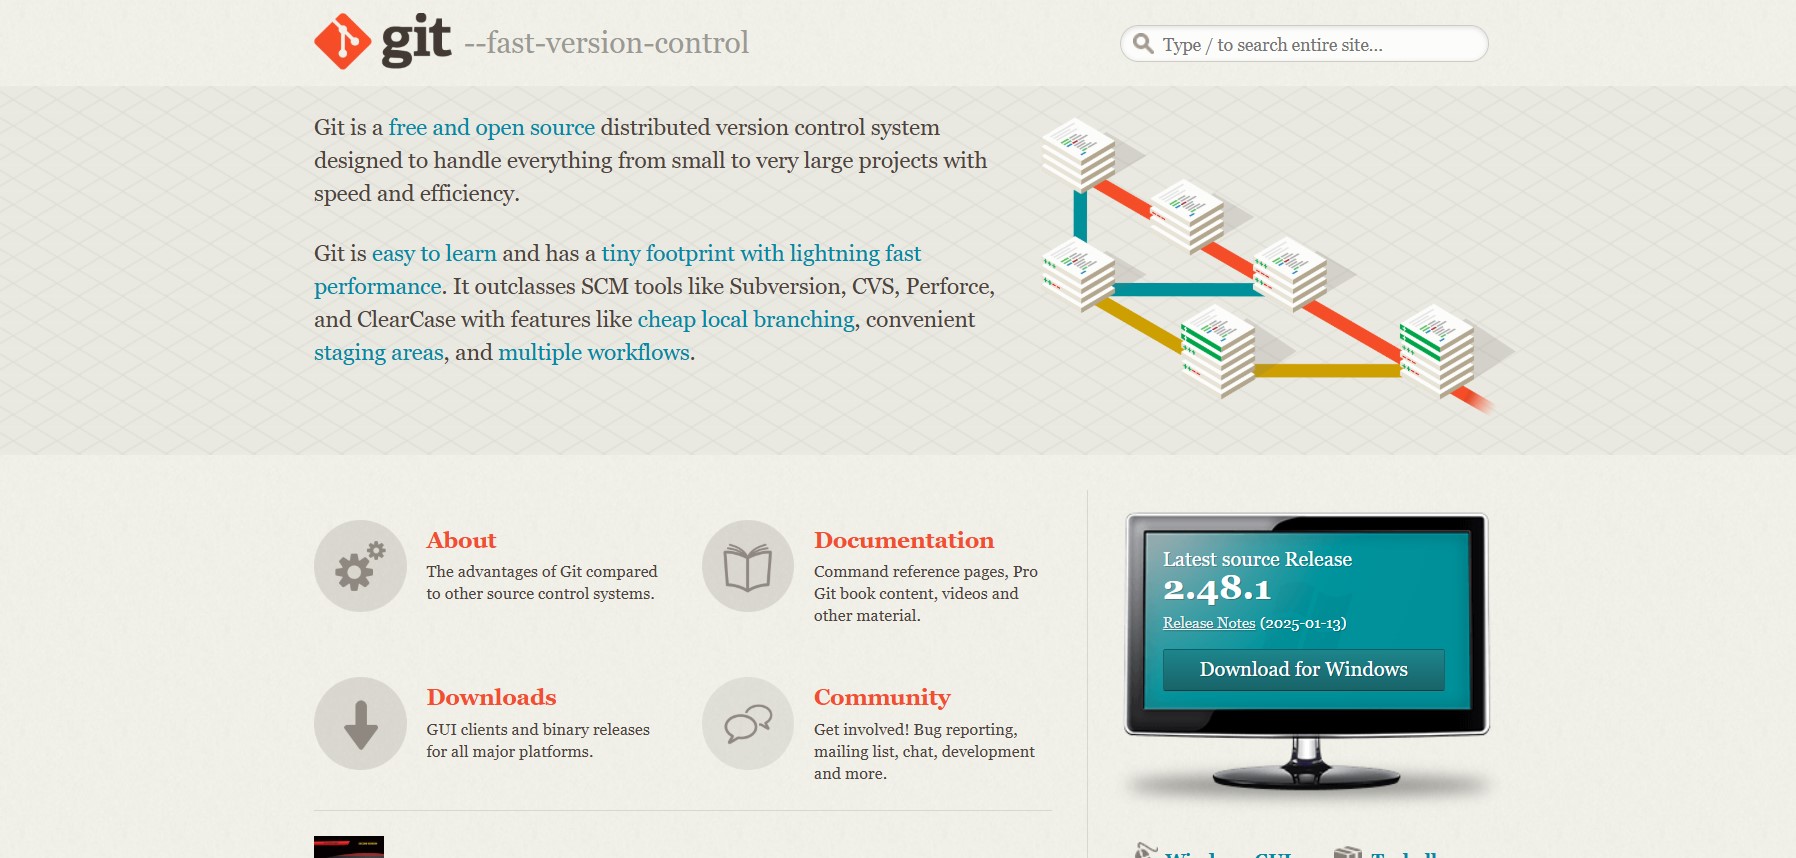 git --fast-version-control
Type / to search entire site...
Git is a free and open source distributed version control system
designed to handle everything from small to very large projects with
speed and efficiency.
Git is easy to learn and has a tiny footprint with lightning fast
performance. It outclasses SCM tools like Subversion, CVS, Perforce,
and ClearCase with features like cheap local branching, convenient
staging areas, and multiple workflows.
About
The advantages of Git compared
to other source control systems.
Documentation
Command reference pages, Pro
Git book content, videos and
other material.
Downloads
GUI clients and binary releases
for all major platforms.
Community
Get involved! Bug reporting,
mailing list, chat, development
and more.
Latest source Release
2.48.1
Release Notes (2025-01-13)
Download for Windows